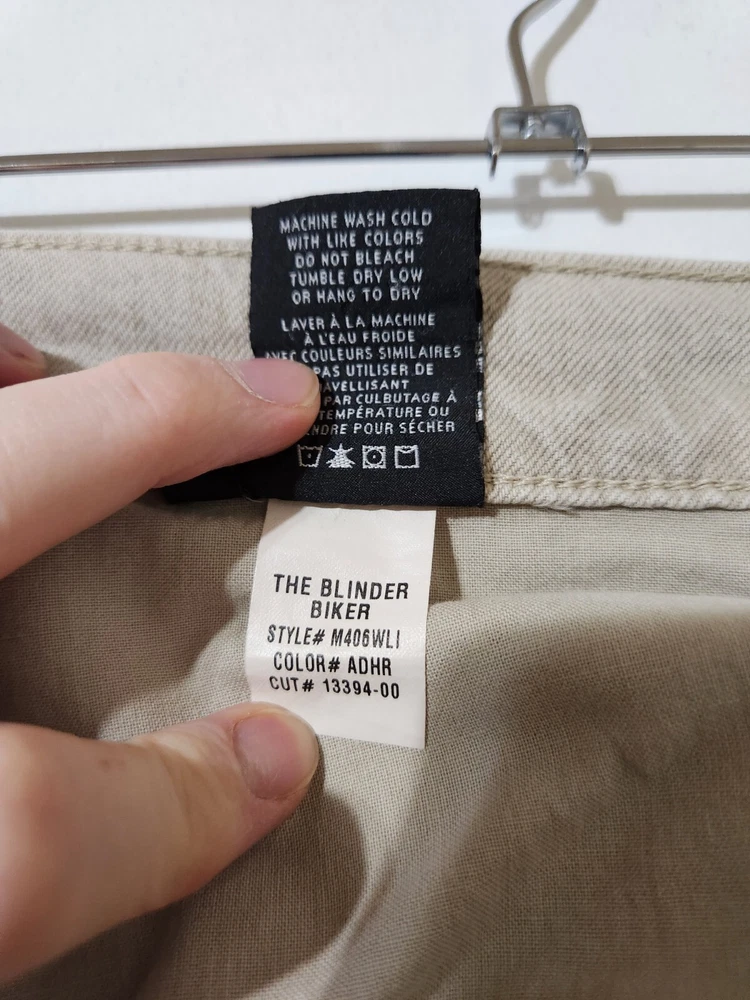 MACHINE WASH COLD
WITH LIKE COLORS
DO NOT BLEACH
TUMBLE DRY LOW
OR HANG TO DRY
LAVER À LA MACHINE
À L'EAU FROIDE
AVEC COULEURS SIMILAIRES
PAS UTILISER DE
PAR CULBUTAGE À
TEMPÉRATURE OU
POUR SÉCHER
THE BLINDER
BIKER
STYLE# M406WLI
COLOR# ADHR
CUT# 13394-00